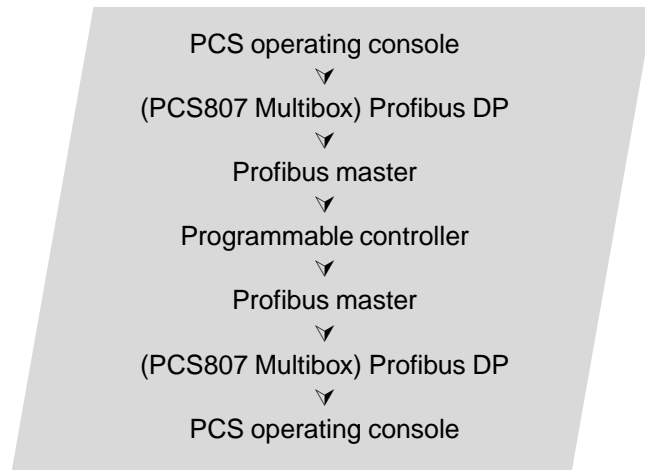 PCS operating console
(PCS807 Multibox) Profibus DP
Profibus master
Programmable controller
Profibus master
(PCS807 Multibox) Profibus DP
PCS operating console